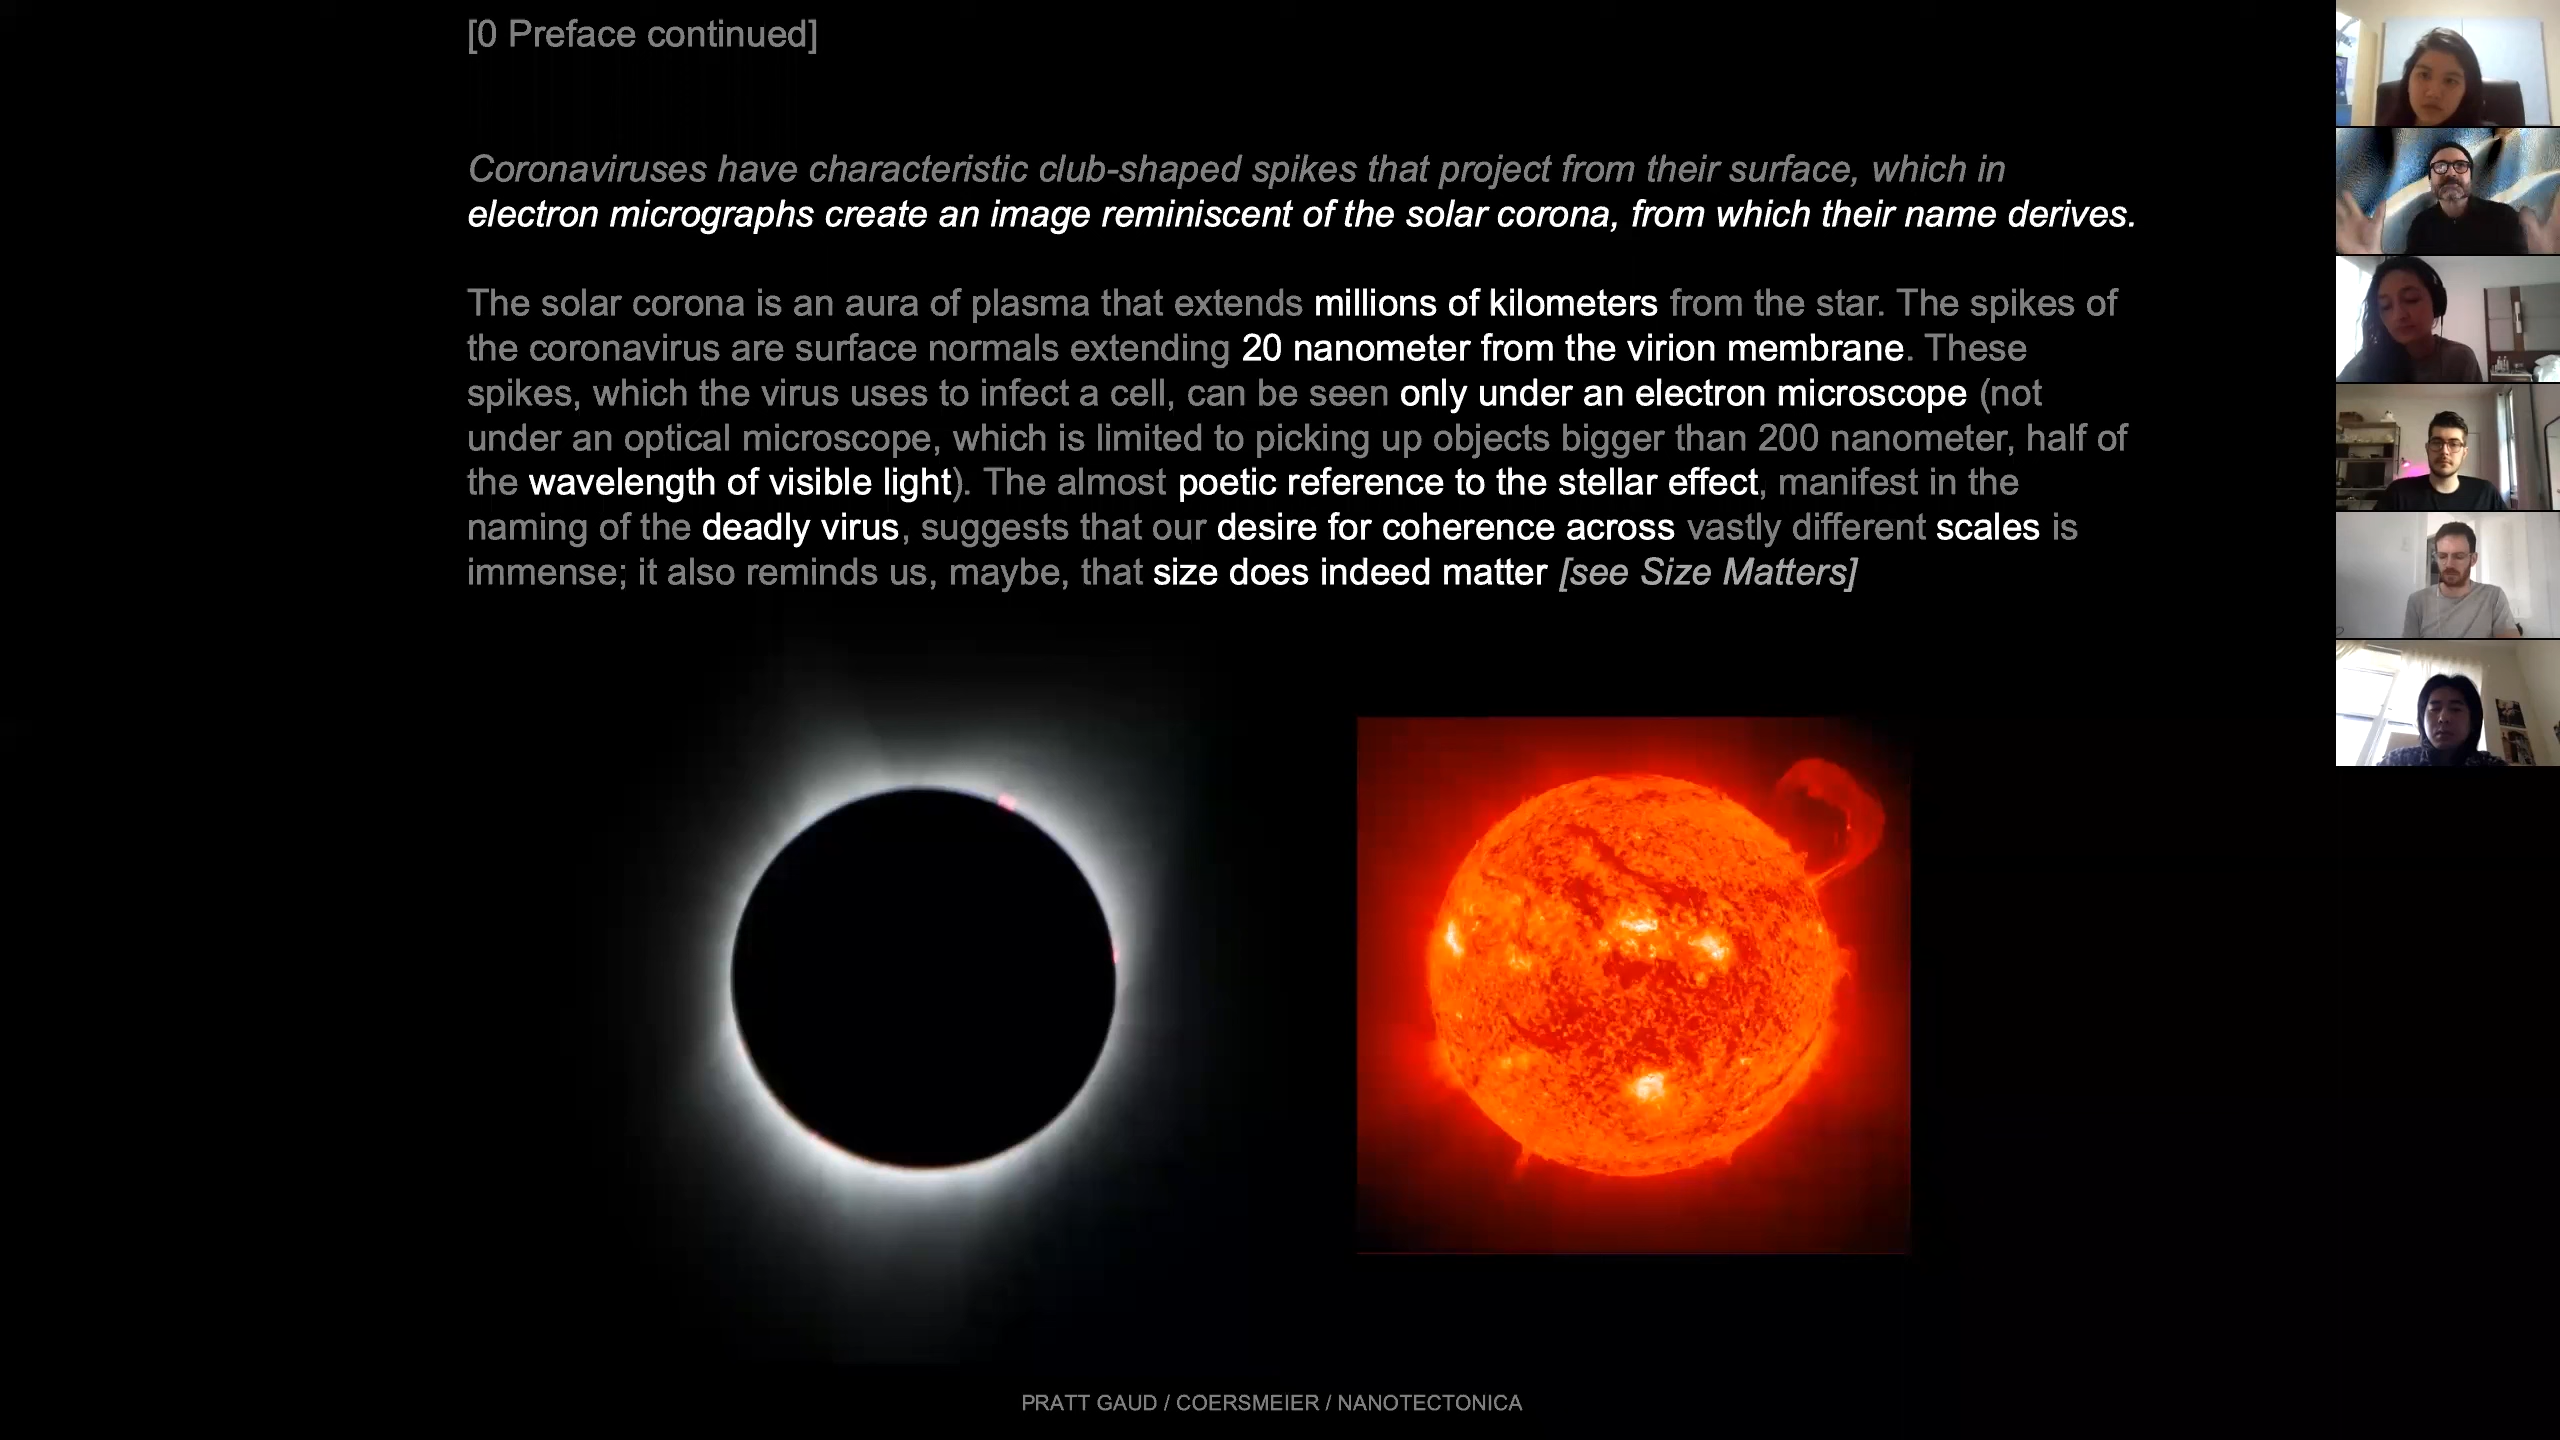 [0 Preface continued]
Coronaviruses have characteristic club-shaped spikes that project from their surface, which in
electron micrographs create an image reminiscent of the solar corona, from which their name derives.
The solar corona is an aura of plasma that extends millions of kilometers from the star. The spikes of
the coronavirus are surface normals extending 20 nanometer from the virion membrane. These
spikes, which the virus uses to infect a cell, can be seen only under an electron microscope (not
under an optical microscope, which is limited to picking up objects bigger than 200 nanometer, half of
the wavelength of visible light). The almost poetic reference to the stellar effect, manifest in the
naming of the deadly virus, suggests that our desire for coherence across vastly different scales is
immense; it also reminds us, maybe, that size does indeed matter [see Size Matters]
PRATT GAUD / COERSMEIER / NANOTECTONICA